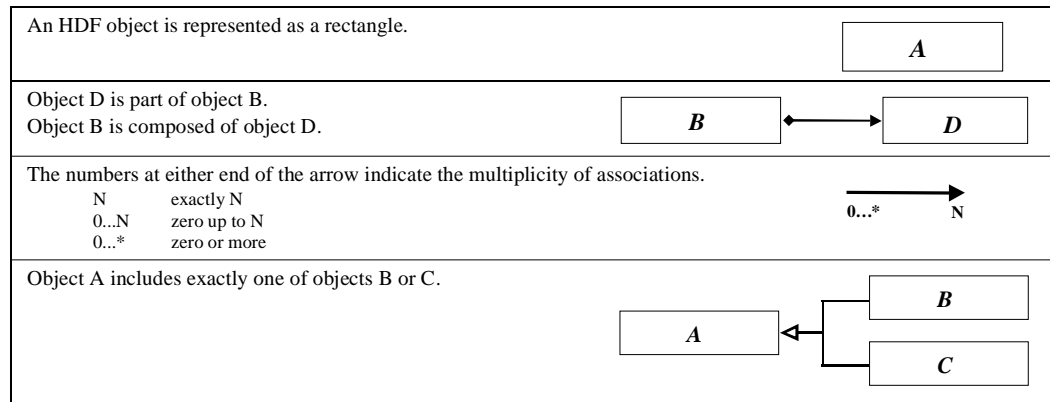 An HDF object is represented as a rectangle.
A
Object D is part of object B.
Object B is composed of object D.
B D
The numbers at either end of the arrow indicate the multiplicity of associations.
N exactly N
0...N zero up to N
0...* zero or more
0...* N
Object A includes exactly one of objects B or C.
B
A
C